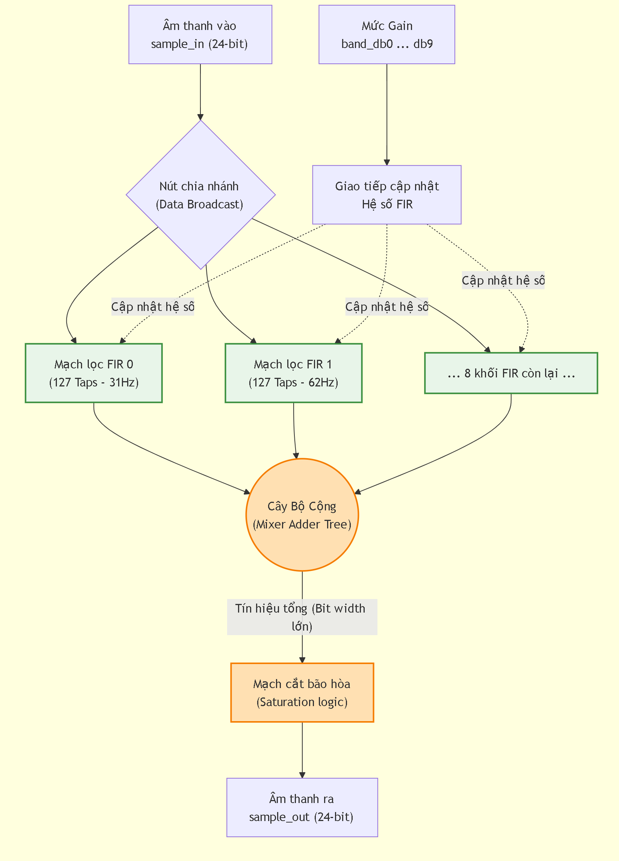 Âm thanh vào
sample_in (24-bit)
Mức Gain
band_db0 ... db9
Nút chia nhánh
(Data Broadcast)
Giao tiếp cập nhật
Hệ số FIR
Cập nhật hệ số
Cập nhật hệ số
Cập nhật hệ số
Mạch lọc FIR 0
(127 Taps - 31Hz)
Mạch lọc FIR 1
(127 Taps - 62Hz)
... 8 khối FIR còn lại ...
Cây Bộ Cộng
(Mixer Adder Tree)
Tín hiệu tổng (Bit width
lớn)
Mạch cắt bão hòa
(Saturation logic)
Âm thanh ra
sample_out (24-bit)